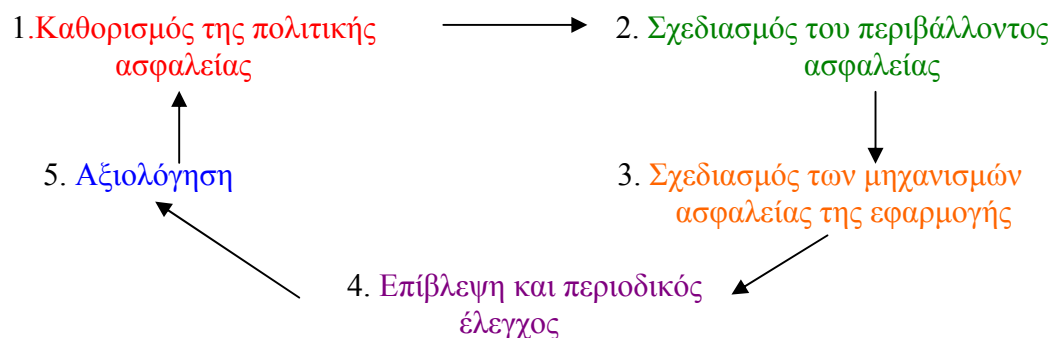 1.Καθορισμός της πολιτικής
ασφαλείας
2. Σχεδιασμός του περιβάλλοντος
ασφαλείας
5. Αξιολόγηση
3. Σχεδιασμός των μηχανισμών
ασφαλείας της εφαρμογής
4. Επίβλεψη και περιοδικός
έλεγχος